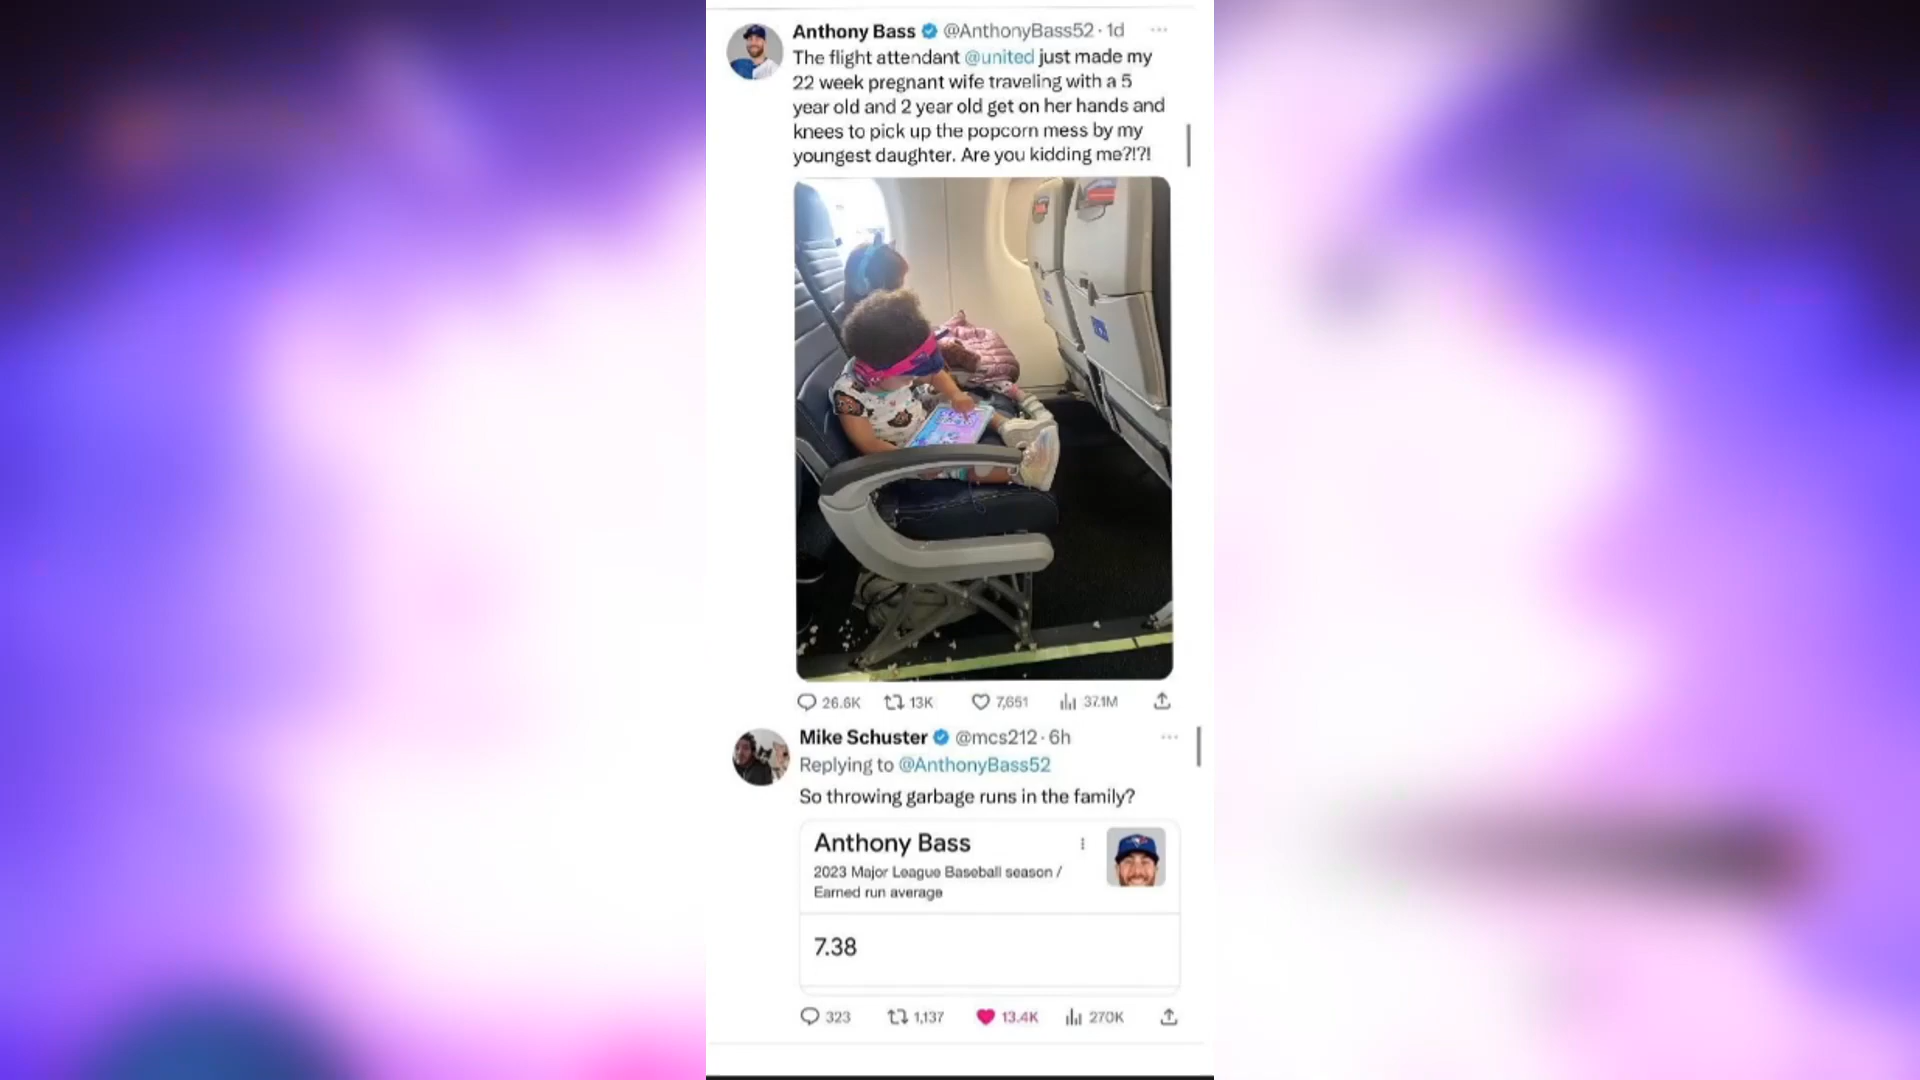 Anthony Bass @AnthonyBass52 · 1d
The flight attendant @united just made my
22 week pregnant wife traveling with a 5
year old and 2 year old get on her hands and
knees to pick up the popcorn mess by my
youngest daughter. Are you kidding me?!?!
26.6K 13K 7,651 37.1M
Mike Schuster @mcs212 · 6h
Replying to @AnthonyBass52
So throwing garbage runs in the family?
Anthony Bass
2023 Major League Baseball season /
Earned run average
7.38
323 1,137 13.4K 270K